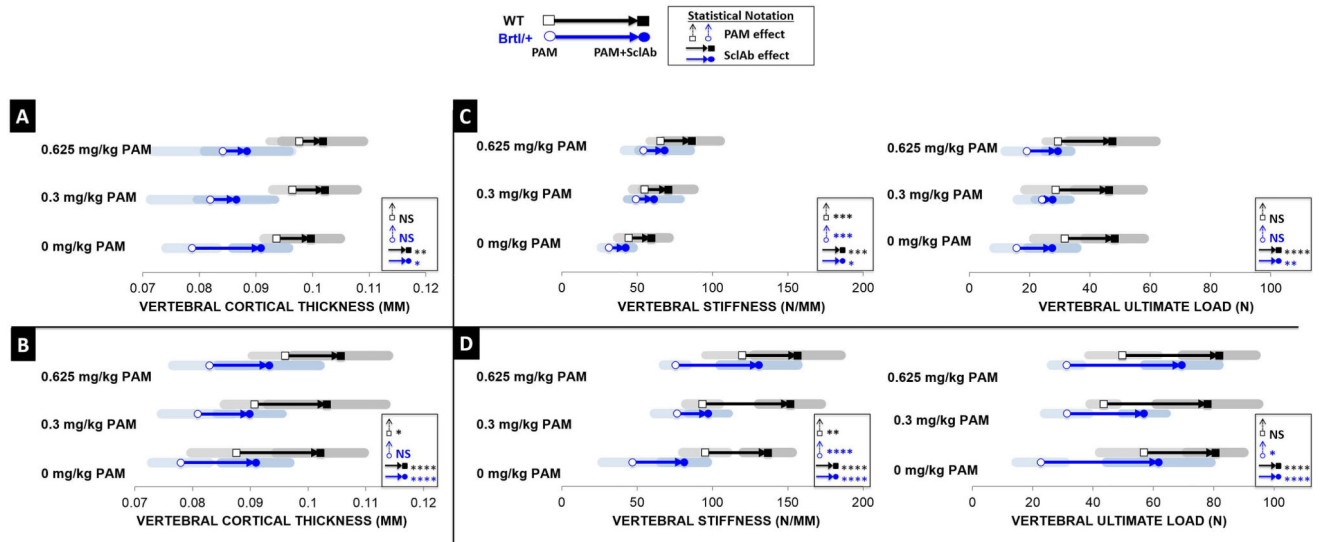 WT
Brtl/+
PAM
PAM+SclAb
Statistical Notation
PAM effect
SclAb effect
A
0.625 mg/kg PAM
0.3 mg/kg PAM
0 mg/kg PAM
NS
NS
**
*
0.07 0.08 0.09 0.1 0.11 0.12
VERTEBRAL CORTICAL THICKNESS (MM)
C
0.625 mg/kg PAM
0.3 mg/kg PAM
0 mg/kg PAM
***
***
***
*
0 50 100 150 200
VERTEBRAL STIFFNESS (N/MM)
0.625 mg/kg PAM
0.3 mg/kg PAM
0 mg/kg PAM
NS
NS
****
**
0 20 40 60 80 100
VERTEBRAL ULTIMATE LOAD (N)
B
0.625 mg/kg PAM
0.3 mg/kg PAM
0 mg/kg PAM
*
NS
****
****
0.07 0.08 0.09 0.1 0.11 0.12
VERTEBRAL CORTICAL THICKNESS (MM)
D
0.625 mg/kg PAM
0.3 mg/kg PAM
0 mg/kg PAM
**
****
****
****
0 50 100 150 200
VERTEBRAL STIFFNESS (N/MM)
0.625 mg/kg PAM
0.3 mg/kg PAM
0 mg/kg PAM
NS
*
****
****
0 20 40 60 80 100
VERTEBRAL ULTIMATE LOAD (N)